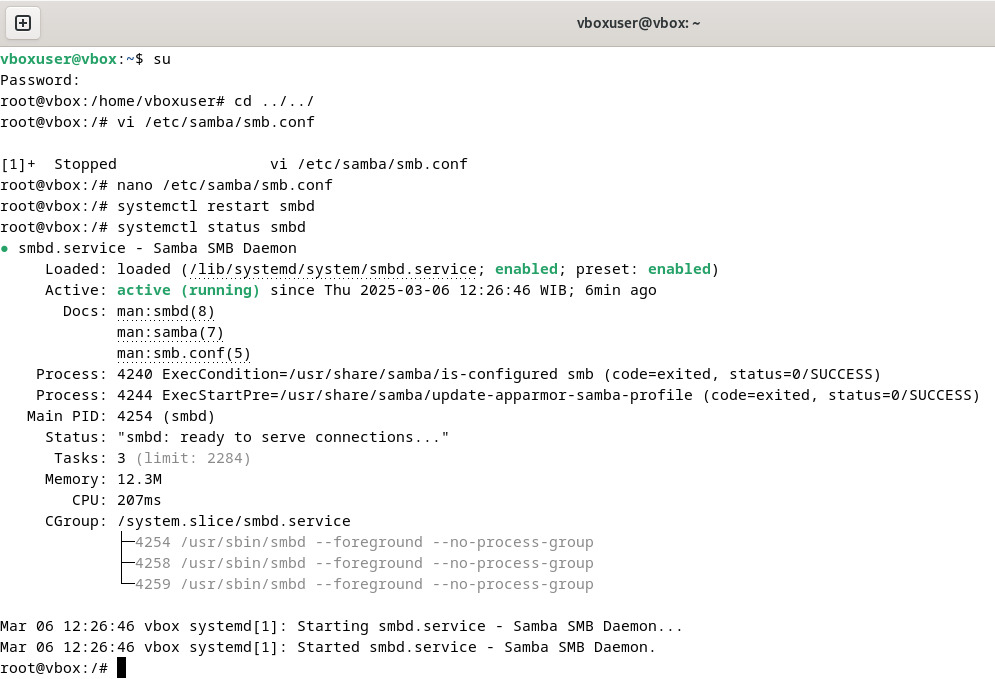 vboxuser@vbox: ~
vboxuser@vbox:~$ su
Password:
root@vbox:/home/vboxuser# cd ../../
root@vbox:/# vi /etc/samba/smb.conf
[1]+  Stopped                 vi /etc/samba/smb.conf
root@vbox:/# nano /etc/samba/smb.conf
root@vbox:/# systemctl restart smbd
root@vbox:/# systemctl status smbd
● smbd.service - Samba SMB Daemon
     Loaded: loaded (/lib/systemd/system/smbd.service; enabled; preset: enabled)
     Active: active (running) since Thu 2025-03-06 12:26:46 WIB; 6min ago
       Docs: man:smbd(8)
             man:samba(7)
             man:smb.conf(5)
    Process: 4240 ExecCondition=/usr/share/samba/is-configured smb (code=exited, status=0/SUCCESS)
    Process: 4244 ExecStartPre=/usr/share/samba/update-apparmor-samba-profile (code=exited, status=0/SUCCESS)
   Main PID: 4254 (smbd)
     Status: "smbd: ready to serve connections..."
      Tasks: 3 (limit: 2284)
     Memory: 12.3M
        CPU: 207ms
     CGroup: /system.slice/smbd.service
             ├─4254 /usr/sbin/smbd --foreground --no-process-group
             ├─4258 /usr/sbin/smbd --foreground --no-process-group
             └─4259 /usr/sbin/smbd --foreground --no-process-group
Mar 06 12:26:46 vbox systemd[1]: Starting smbd.service - Samba SMB Daemon...
Mar 06 12:26:46 vbox systemd[1]: Started smbd.service - Samba SMB Daemon.
root@vbox:/#